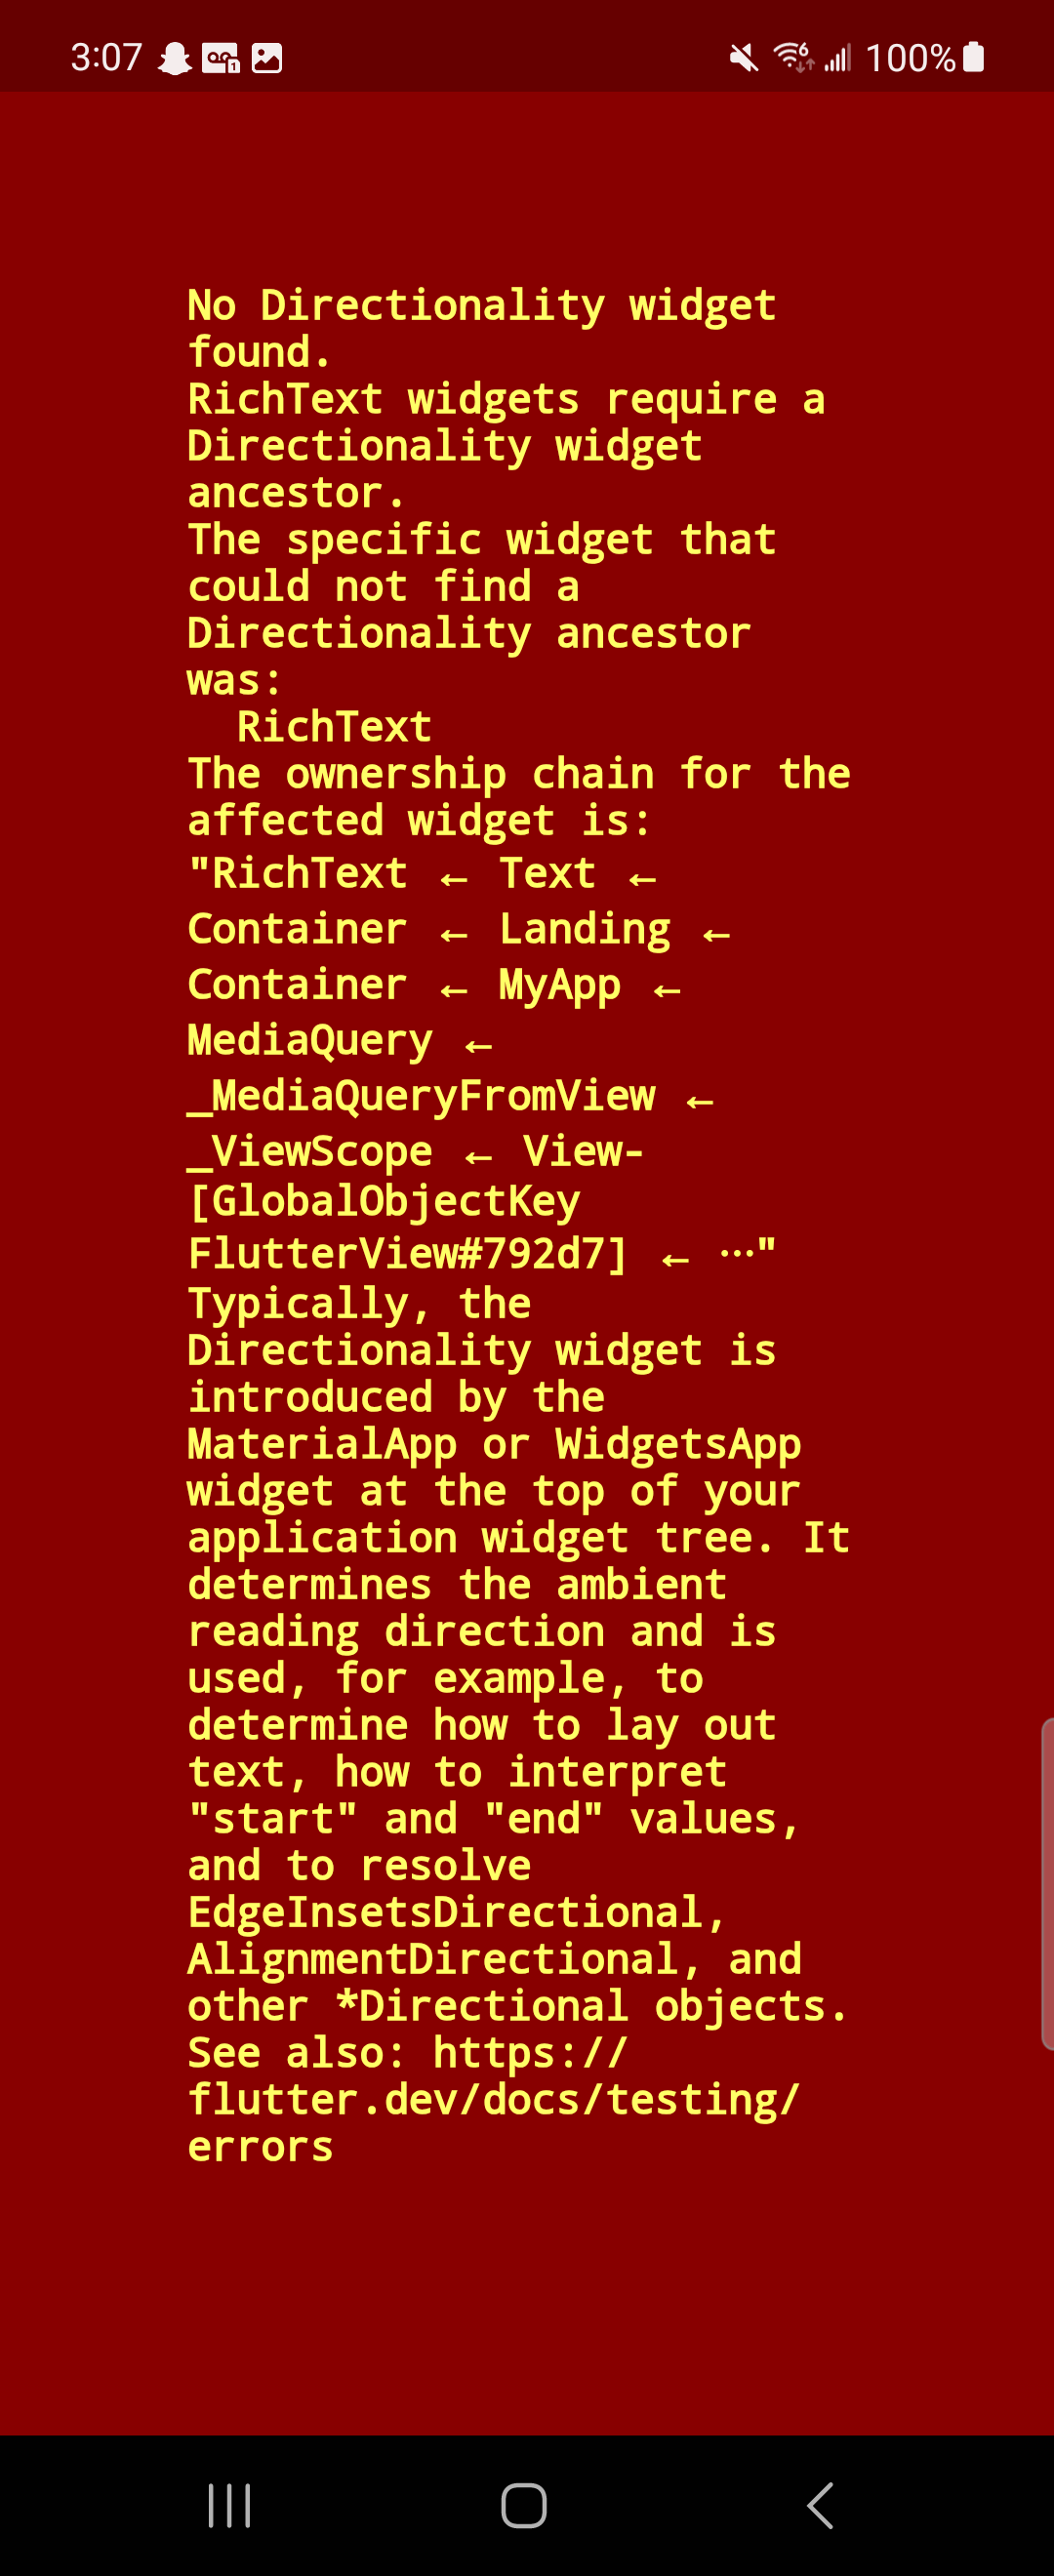 3:07
100%
No Directionality widget
found.
RichText widgets require a
Directionality widget
ancestor.
The specific widget that
could not find a
Directionality ancestor
was:
  RichText
The ownership chain for the
affected widget is:
"RichText ← Text ←
Container ← Landing ←
Container ← MyApp ←
MediaQuery ←
_MediaQueryFromView ←
_ViewScope ← View-
[GlobalObjectKey
FlutterView#792d7] ← ⋯"
Typically, the
Directionality widget is
introduced by the
MaterialApp or WidgetsApp
widget at the top of your
application widget tree. It
determines the ambient
reading direction and is
used, for example, to
determine how to lay out
text, how to interpret
"start" and "end" values,
and to resolve
EdgeInsetsDirectional,
AlignmentDirectional, and
other *Directional objects.
See also: https://
flutter.dev/docs/testing/
errors